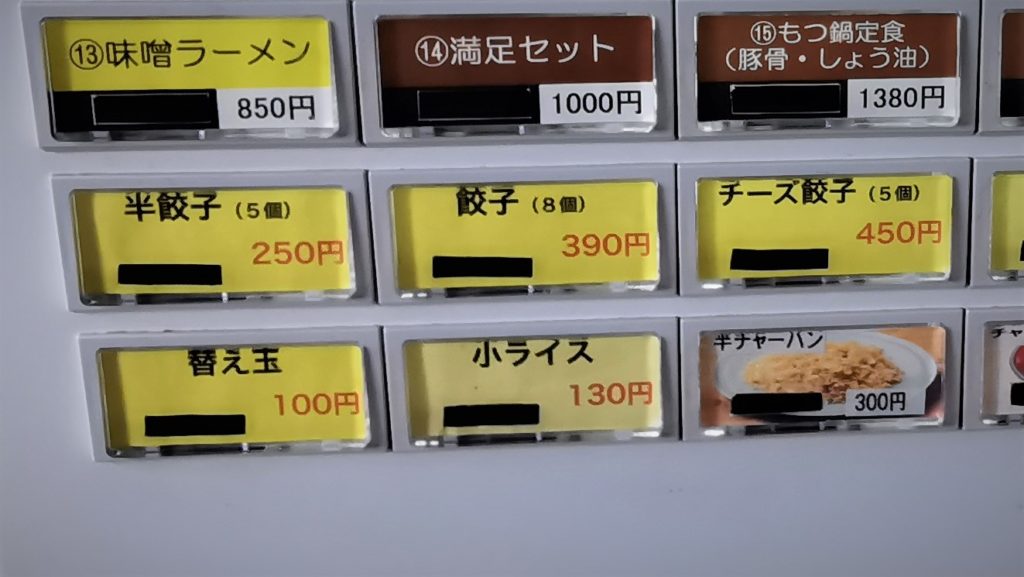 ⑬味噌ラーメン
850円
⑭満足セット
1000円
⑮もつ鍋定食
(豚骨・しょう油)
1380円
半餃子(5個)
250円
餃子(8個)
390円
チーズ餃子(5個)
450円
替え玉
100円
小ライス
130円
半チャーハン
300円
チャ